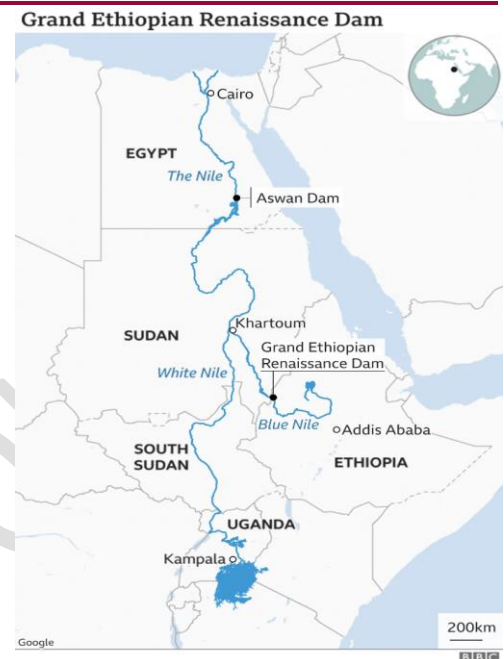 Grand Ethiopian Renaissance Dam
Cairo
EGYPT
The Nile
Aswan Dam
Khartoum
SUDAN
Grand Ethiopian
Renaissance Dam
White Nile
Blue Nile
Addis Ababa
SOUTH
SUDAN
ETHIOPIA
UGANDA
Kampala
200km
Google
BBC